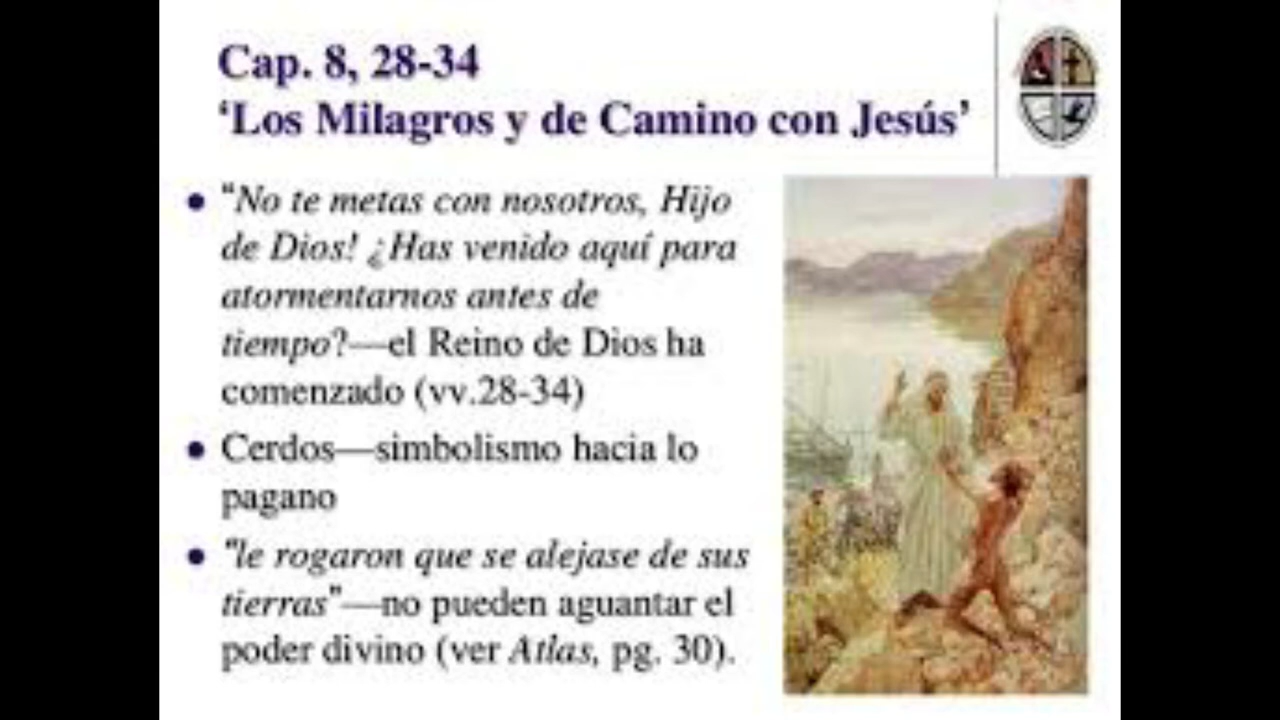 Cap. 8, 28-34
‘Los Milagros y de Camino con Jesús’
● “No te metas con nosotros, Hijo
de Dios! ¿Has venido aquí para
atormentarnos antes de
tiempo?—el Reino de Dios ha
comenzado (vv.28-34)
● Cerdos—simbolismo hacia lo
pagano
● "le rogaron que se alejase de sus
tierras”—no pueden aguantar el
poder divino (ver Atlas, pg. 30).